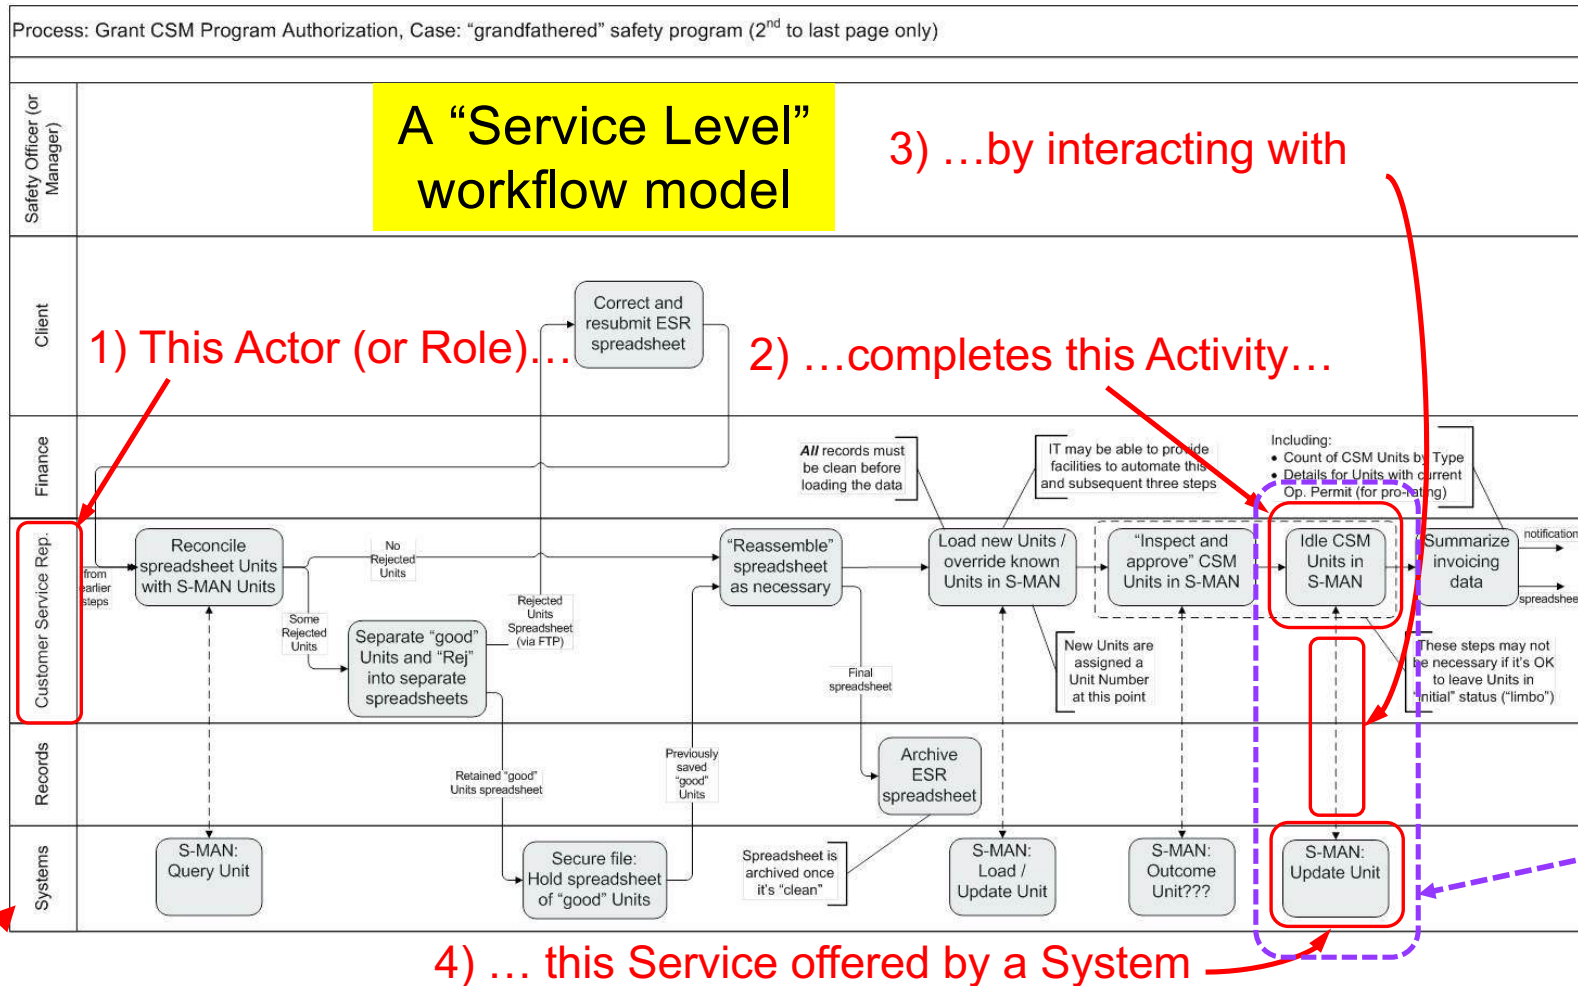 Process: Grant CSM Program Authorization, Case: “grandfathered” safety program (2nd to last page only)
A “Service Level”
workflow model
3) …by interacting with
Safety Officer (or
Manager)
Client
Correct and
resubmit ESR
spreadsheet
1) This Actor (or Role)…
2) …completes this Activity…
Finance
All records must
be clean before
loading the data
IT may be able to provide
facilities to automate this
and subsequent three steps
Including:
• Count of CSM Units by Type
• Details for Units with current
Op. Permit (for pro-rating)
Customer Service Rep.
from
earlier
steps
Reconcile
spreadsheet Units
with S-MAN Units
No
Rejected
Units
Some
Rejected
Units
Separate “good”
Units and “Rej”
into separate
spreadsheets
Rejected
Units
Spreadsheet
(via FTP)
“Reassemble”
spreadsheet
as necessary
Final
spreadsheet
Load new Units /
override known
Units in S-MAN
“Inspect and
approve” CSM
Units in S-MAN
Idle CSM
Units in
S-MAN
Summarize
invoicing
data
notification
spreadsheet
New Units are
assigned a
Unit Number
at this point
These steps may not
be necessary if it’s OK
to leave Units in
“initial” status (“limbo”)
Records
Retained “good”
Units spreadsheet
Previously
saved
“good”
Units
Archive
ESR
spreadsheet
Systems
S-MAN:
Query Unit
Secure file:
Hold spreadsheet
of “good” Units
Spreadsheet is
archived once
it’s “clean”
S-MAN:
Load /
Update Unit
S-MAN:
Outcome
Unit???
S-MAN:
Update Unit
4) … this Service offered by a System